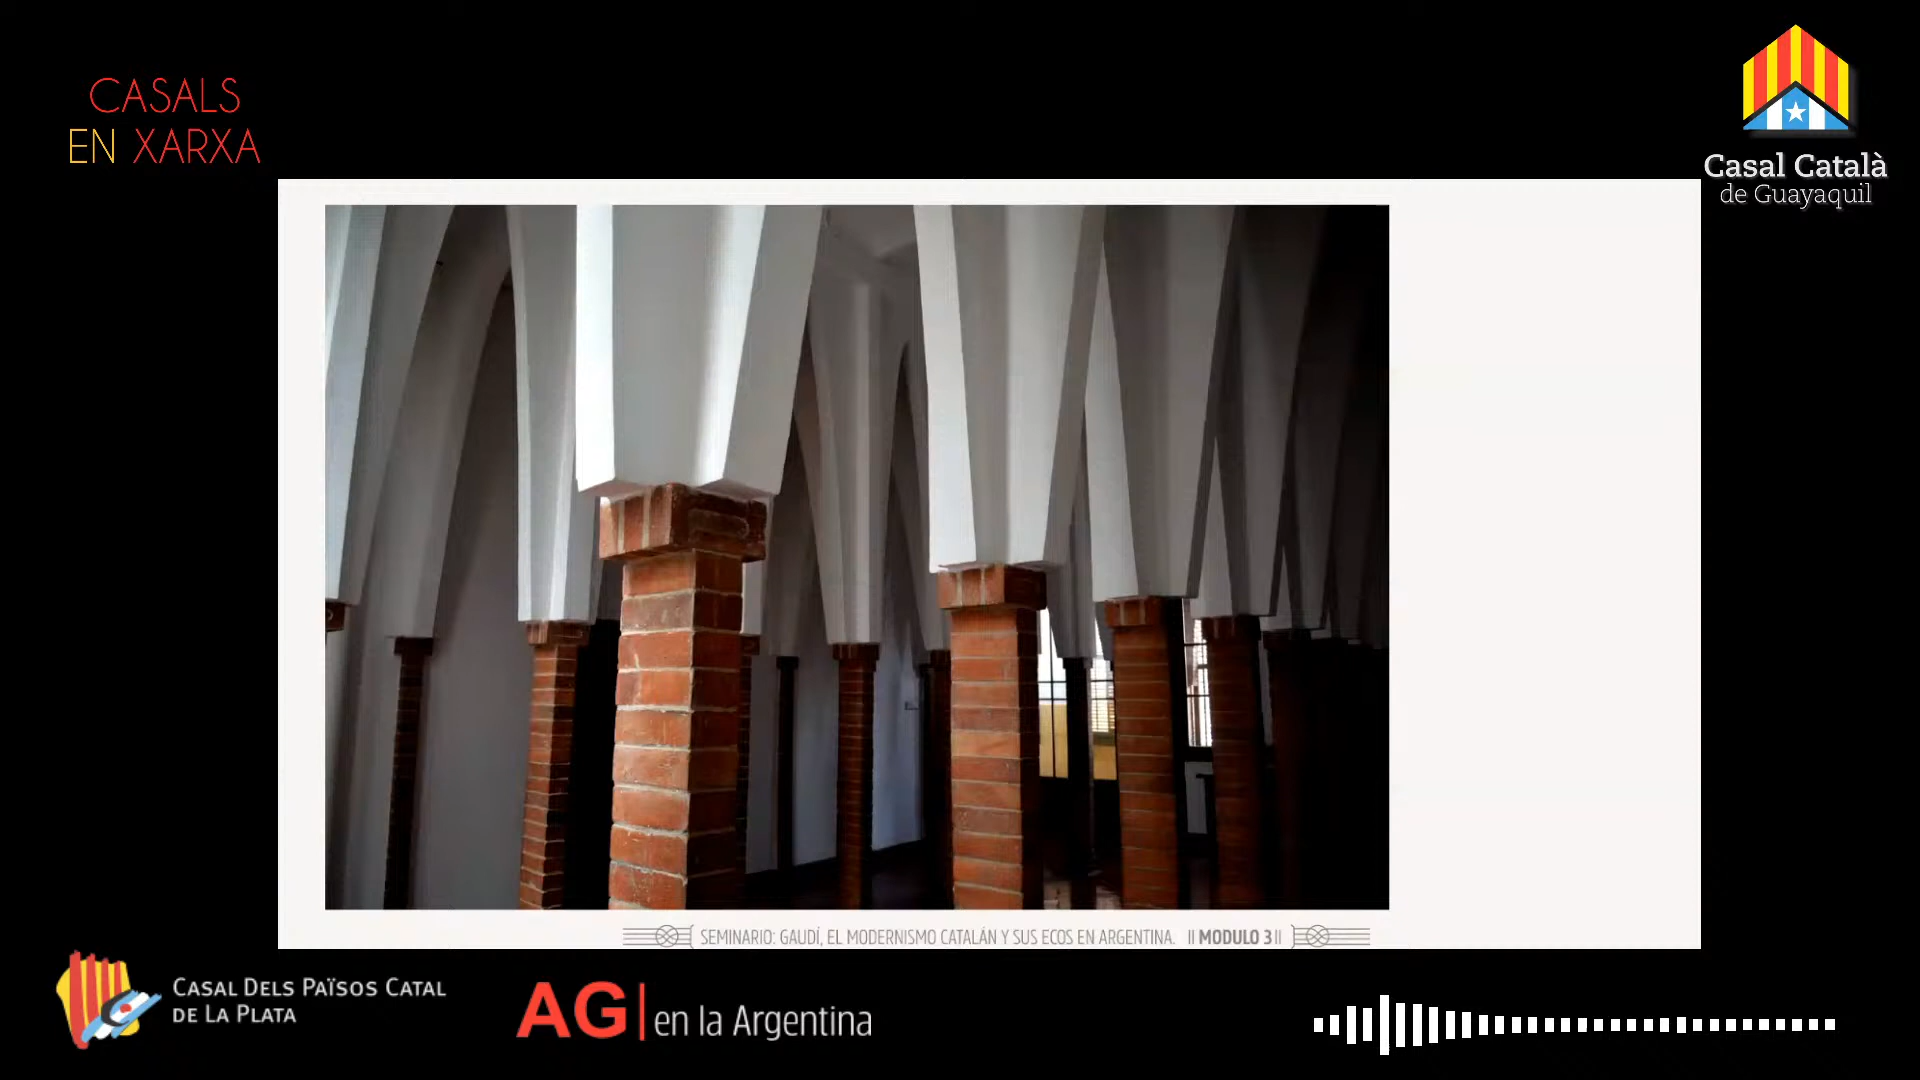 CASALS
EN XARXA
Casal Català
de Guayaquil
SEMINARIO: GAUDÍ, EL MODERNISMO CATALÁN Y SUS ECOS EN ARGENTINA. || MODULO 3 ||
CASAL DELS PAÏSOS CATAL
DE LA PLATA
AG | en la Argentina